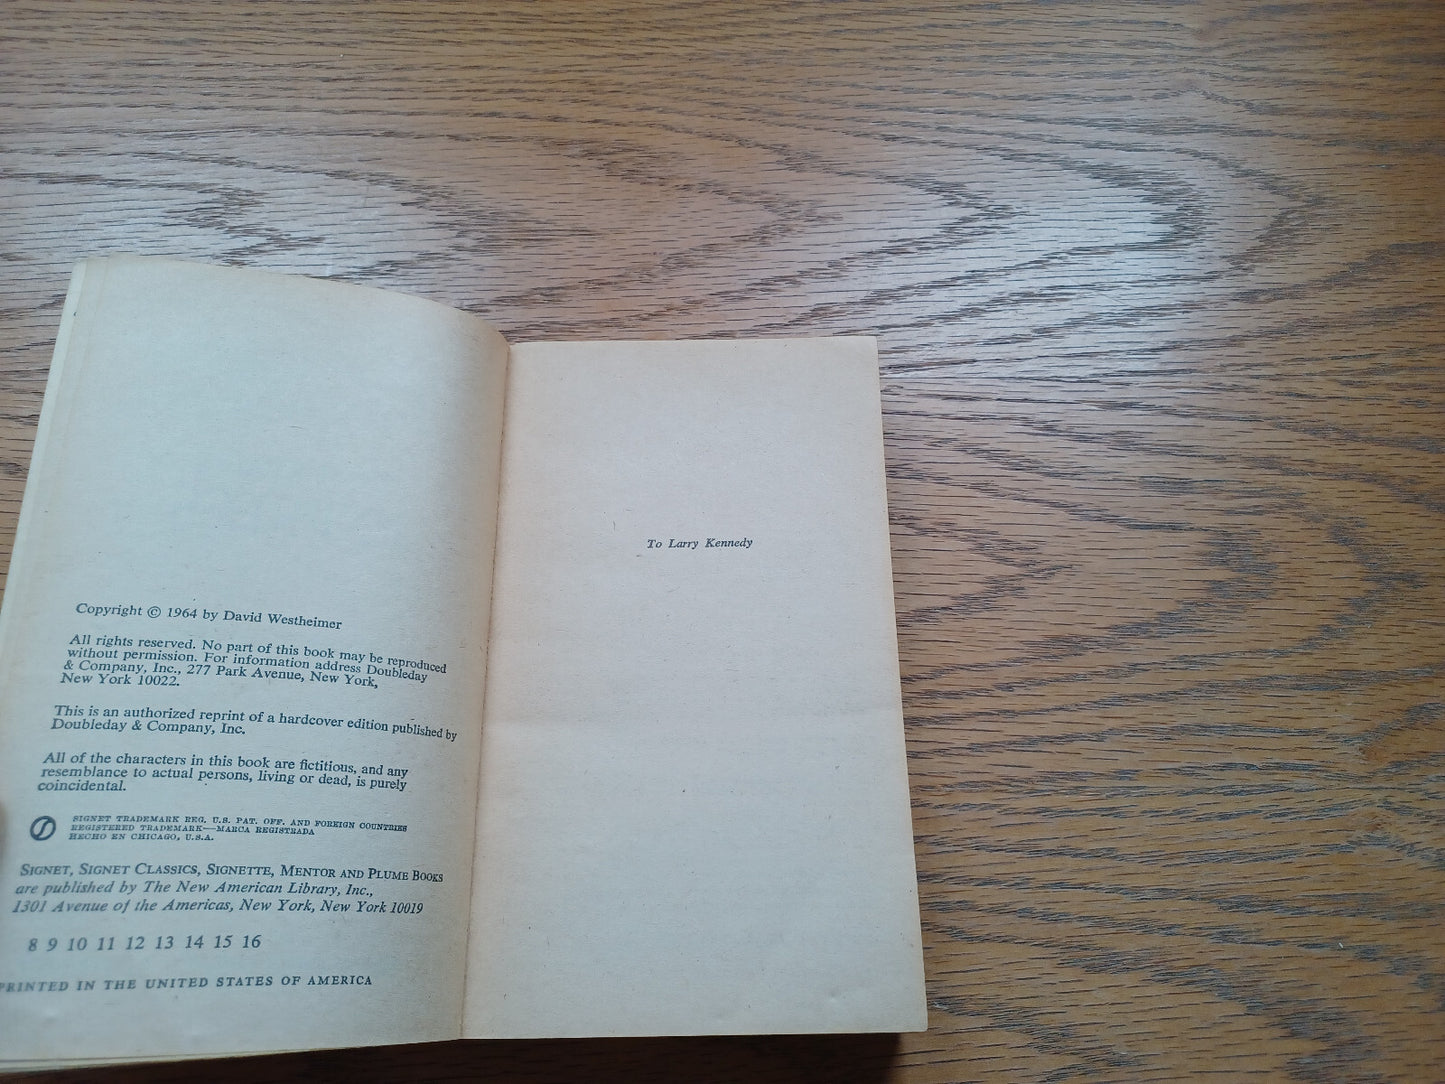 Copyright © 1964 by David Westheimer
All rights reserved. No part of this book may be reproduced
without permission. For information address Doubleday
& Company, Inc., 277 Park Avenue, New York,
New York 10022.
This is an authorized reprint of a hardcover edition published by
Doubleday & Company, Inc.
All of the characters in this book are fictitious, and any
resemblance to actual persons, living or dead, is purely
coincidental.
SIGNET TRADEMARK REG. U.S. PAT. OFF. AND FOREIGN COUNTRIES
REGISTERED TRADEMARK—MARCA REGISTRADA
HECHO EN CHICAGO, U.S.A.
SIGNET, SIGNET CLASSICS, SIGNETTE, MENTOR AND PLUME BOOKS
are published by The New American Library, Inc.,
1301 Avenue of the Americas, New York, New York 10019
8 9 10 11 12 13 14 15 16
PRINTED IN THE UNITED STATES OF AMERICA
To Larry Kennedy